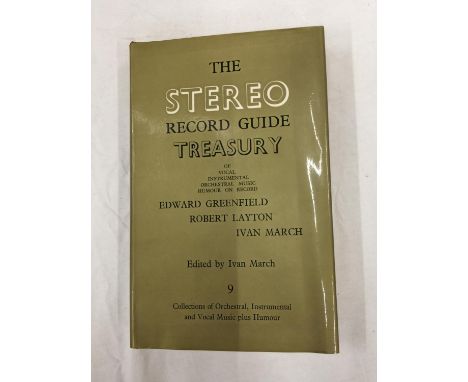 THE
STEREO
RECORD GUIDE
TREASURY
OF
VOCAL
INSTRUMENTAL
ORCHESTRAL MUSIC
HUMOUR ON RECORD
EDWARD GREENFIELD
ROBERT LAYTON
IVAN MARCH
Edited by Ivan March
9
Collections of Orchestral, Instrumental
and Vocal Music plus Humour